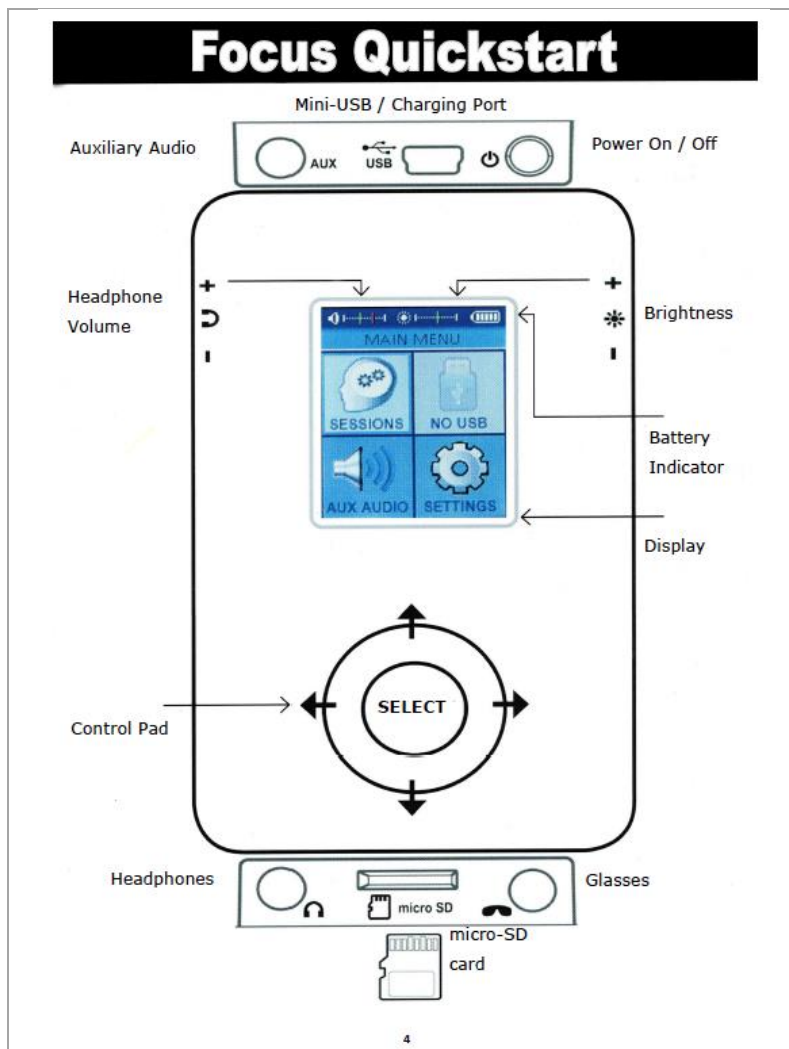 Focus Quickstart
Mini-USB / Charging Port
Auxiliary Audio
AUX
USB
Power On / Off
+
+
Headphone
Volume
Brightness
-
-
MAIN MENU
SESSIONS
NO USB
AUX AUDIO
SETTINGS
Battery
Indicator
Display
SELECT
Control Pad
Headphones
Glasses
micro SD
micro-SD
card
4